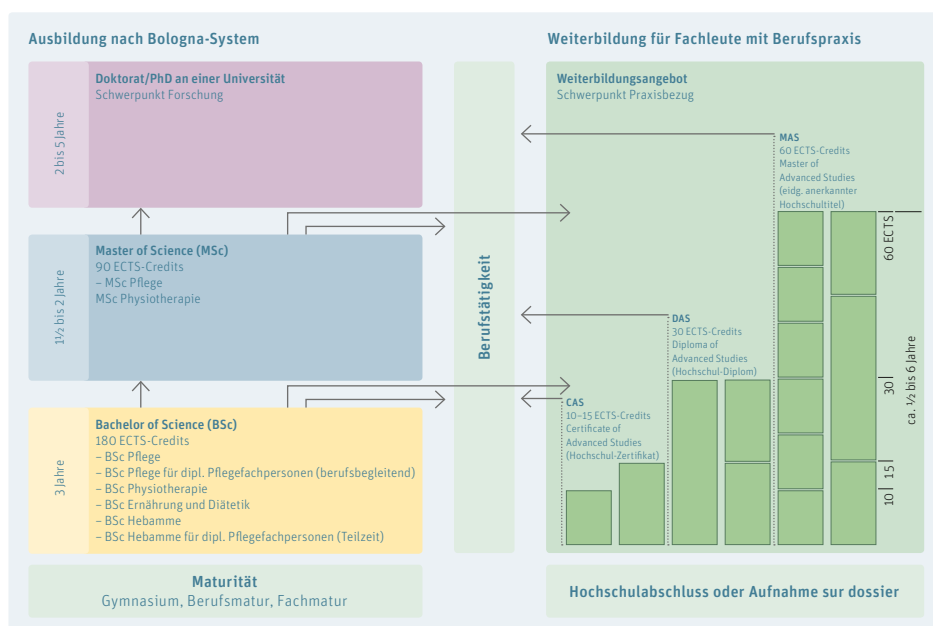 Ausbildung nach Bologna-System
2 bis 5 Jahre
Doktorat/PhD an einer Universität
Schwerpunkt Forschung
1½ bis 2 Jahre
Master of Science (MSc)
90 ECTS-Credits
– MSc Pflege
MSc Physiotherapie
3 Jahre
Bachelor of Science (BSc)
180 ECTS-Credits
– BSc Pflege
– BSc Pflege für dipl. Pflegefachpersonen (berufsbegleitend)
– BSc Physiotherapie
– BSc Ernährung und Diätetik
– BSc Hebamme
– BSc Hebamme für dipl. Pflegefachpersonen (Teilzeit)
Maturität
Gymnasium, Berufsmatur, Fachmatur
Berufstätigkeit
Weiterbildung für Fachleute mit Berufspraxis
Weiterbildungsangebot
Schwerpunkt Praxisbezug
MAS
60 ECTS-Credits
Master of
Advanced Studies
(eidg. anerkannter
Hochschultitel)
DAS
30 ECTS-Credits
Diploma of
Advanced Studies
(Hochschul-Diplom)
CAS
10–15 ECTS-Credits
Certificate of
Advanced Studies
(Hochschul-Zertifikat)
60 ECTS
30
15
10
ca. ½ bis 6 Jahre
Hochschulabschluss oder Aufnahme sur dossier